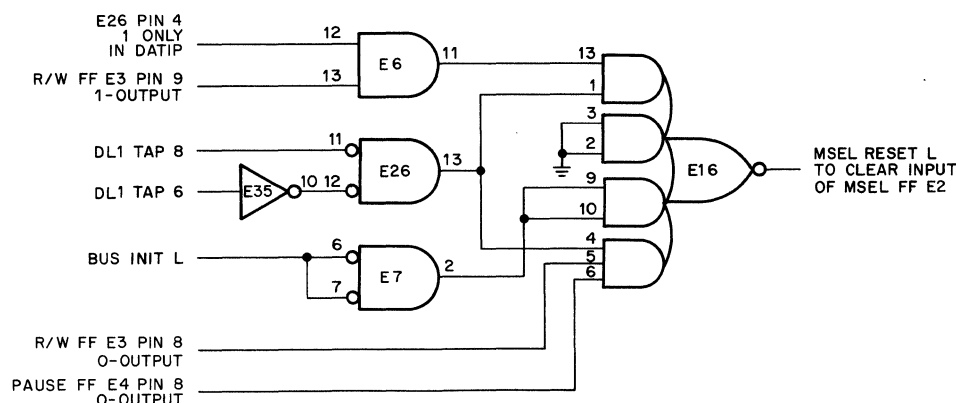 E26 PIN 4
1 ONLY
IN DATIP
12
E6
11
13
R/W FF E3 PIN 9
1-OUTPUT
13
1
DL1 TAP 8
11
E26
13
3
2
DL1 TAP 6
E35
10
12
E16
MSEL RESET L
TO CLEAR INPUT
OF MSEL FF E2
9
10
BUS INIT L
6
7
E7
2
4
5
6
R/W FF E3 PIN 8
0-OUTPUT
PAUSE FF E4 PIN 8
0-OUTPUT